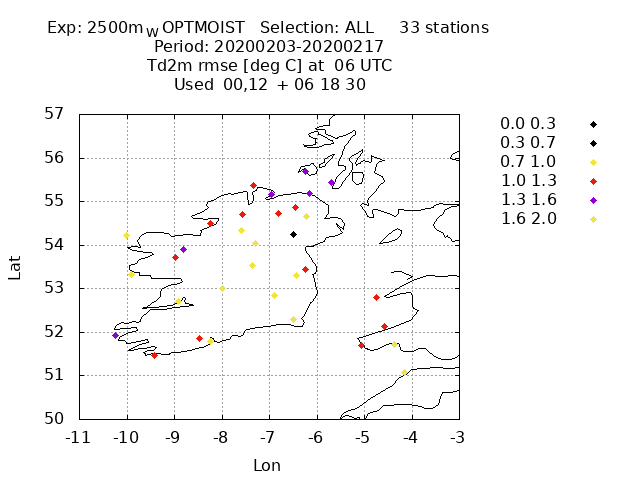 Exp: 2500m_W OPTMOIST Selection: ALL 33 stations
Period: 20200203-20200217
Td2m rmse [deg C] at 06 UTC
Used 00,12 + 06 18 30
57
56
55
54
53
52
51
50
-11 -10 -9 -8 -7 -6 -5 -4 -3
Lat
Lon
0.0 0.3
0.3 0.7
0.7 1.0
1.0 1.3
1.3 1.6
1.6 2.0